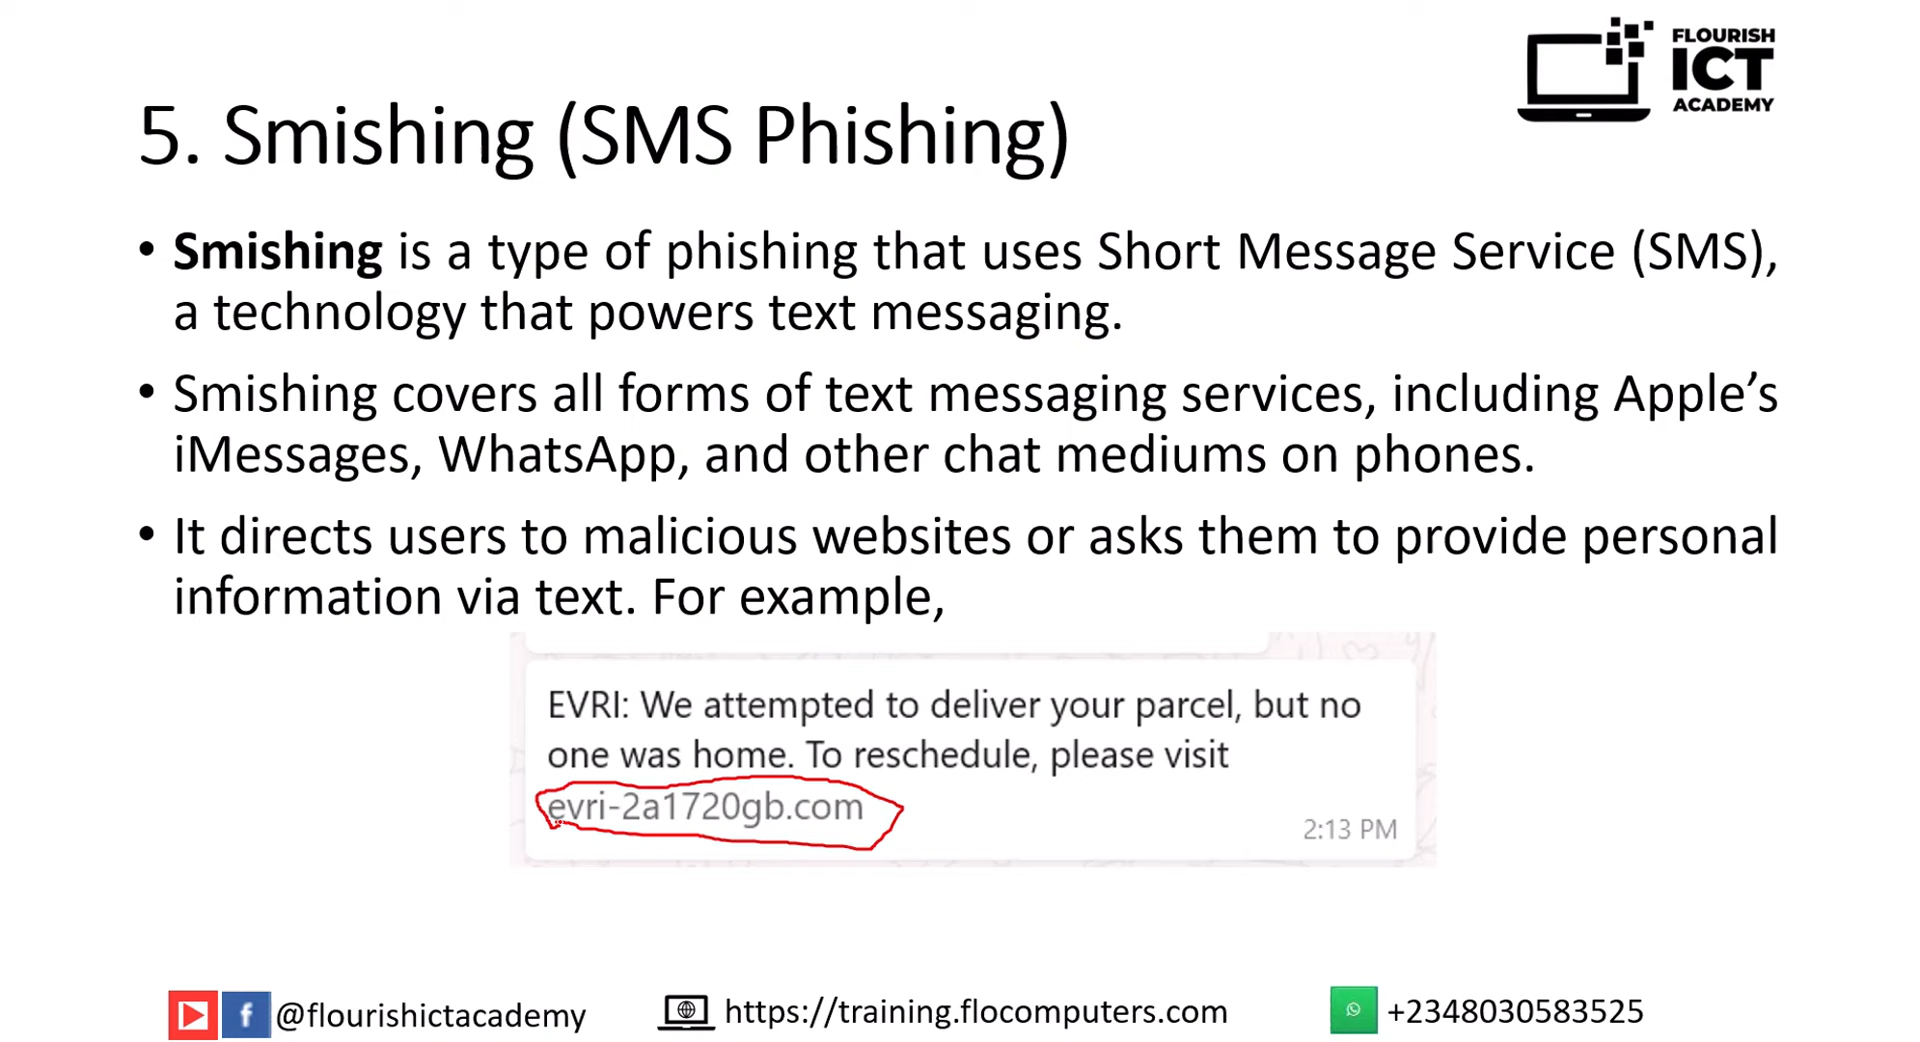 FLOURISH
ICT
ACADEMY
5. Smishing (SMS Phishing)
• Smishing is a type of phishing that uses Short Message Service (SMS),
a technology that powers text messaging.
• Smishing covers all forms of text messaging services, including Apple’s
iMessages, WhatsApp, and other chat mediums on phones.
• It directs users to malicious websites or asks them to provide personal
information via text. For example,
EVRI: We attempted to deliver your parcel, but no
one was home. To reschedule, please visit
evri-2a1720gb.com
2:13 PM
@flourishictacademy
https://training.flocomputers.com
+2348030583525